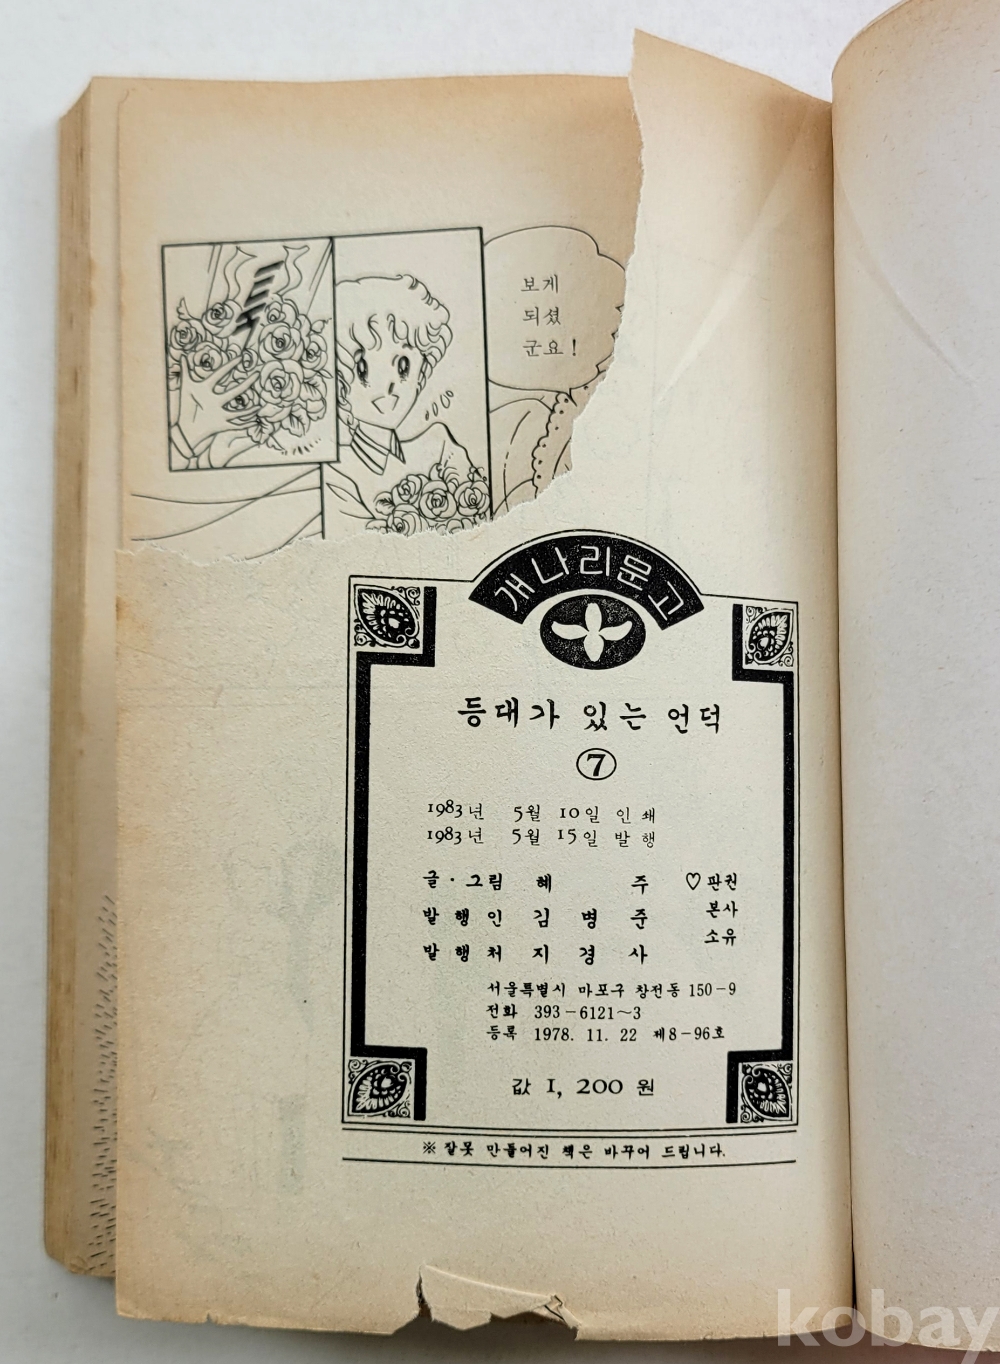 보게
되셨
군요!
개나리문고
등대가 있는 언덕
⑦
1983년 5월 10일 인쇄
1983년 5월 15일 발행
글·그림 혜 주 ♡판권
발행인 김병준 본사
발행처 지경사 소유
서울특별시 마포구 창전동 150-9
전화 393-6121~3
등록 1978. 11. 22 제8-96호
값 1, 200 원
※ 잘못 만들어진 책은 바꾸어 드립니다.
kobay